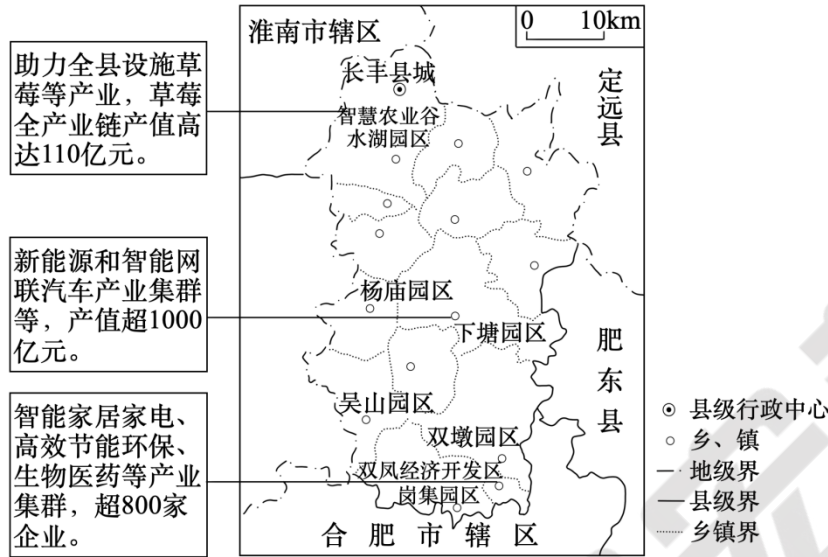 助力全县设施草
莓等产业，草莓
全产业链产值高
达110亿元。
新能源和智能网
联汽车产业集群
等，产值超1000
亿元。
智能家居家电、
高效节能环保、
生物医药等产业
集群，超800家
企业。
淮南市辖区
0 10km
长丰县城
定远县
智慧农业谷
水湖园区
杨庙园区
下塘园区
肥东县
吴山园区
双墩园区
双凤经济开发区
岗集园区
合肥市辖区
县级行政中心
乡、镇
地级界
县级界
乡镇界